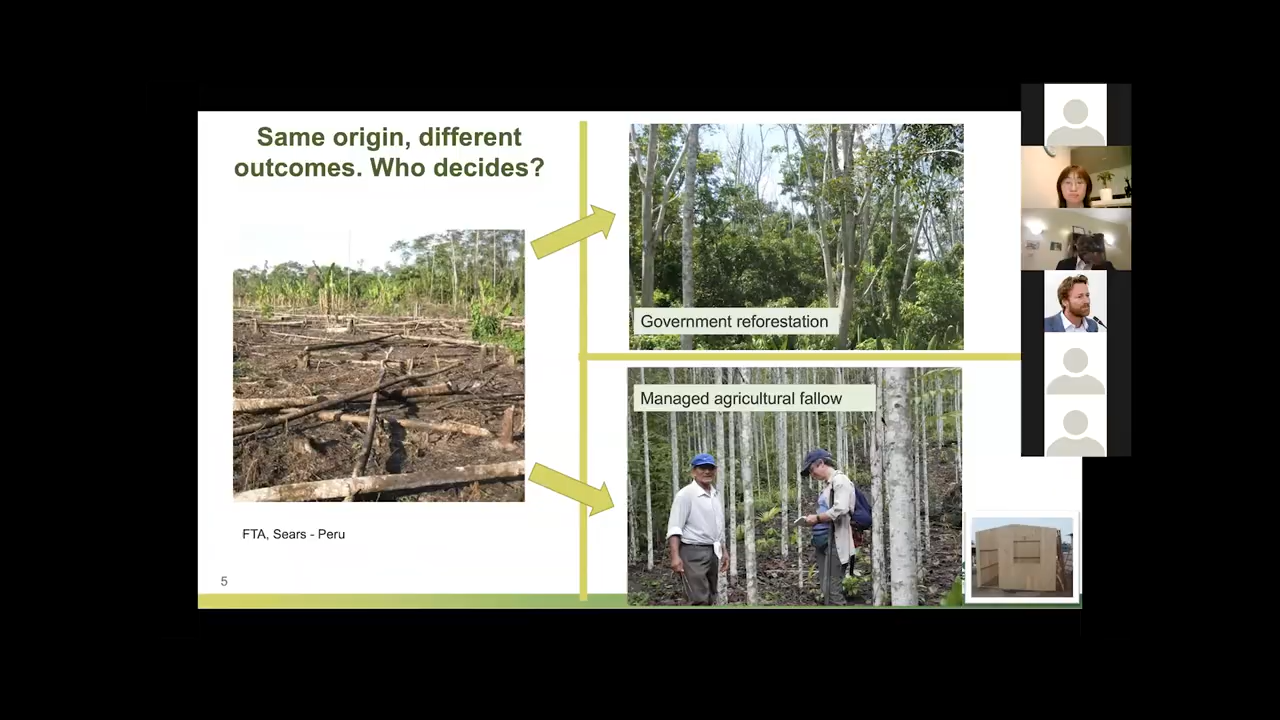 Same origin, different
outcomes. Who decides?
Government reforestation
Managed agricultural fallow
FTA, Sears - Peru
5